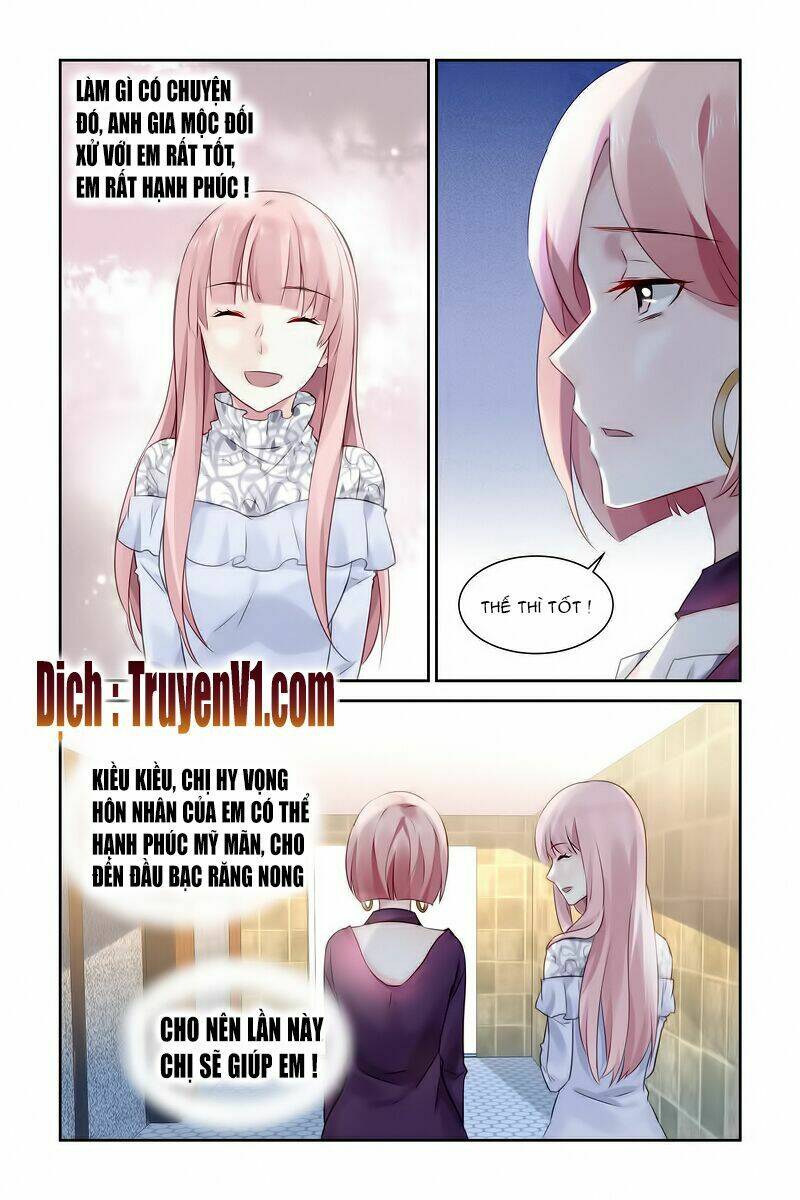 LÀM GÌ CÓ CHUYỆN
ĐÓ, ANH GIA MỘC ĐỐI
XỬ VỚI EM RẤT TỐT,
EM RẤT HẠNH PHÚC !
THẾ THÌ TỐT !
Dịch : TruyenV1.com
KIỀU KIỀU, CHỊ HY VỌNG
HÔN NHÂN CỦA EM CÓ THỂ
HẠNH PHÚC MỸ MÃN, CHO
ĐẾN ĐẦU BẠC RĂNG NONG
CHO NÊN LẦN NÀY
CHỊ SẼ GIÚP EM !